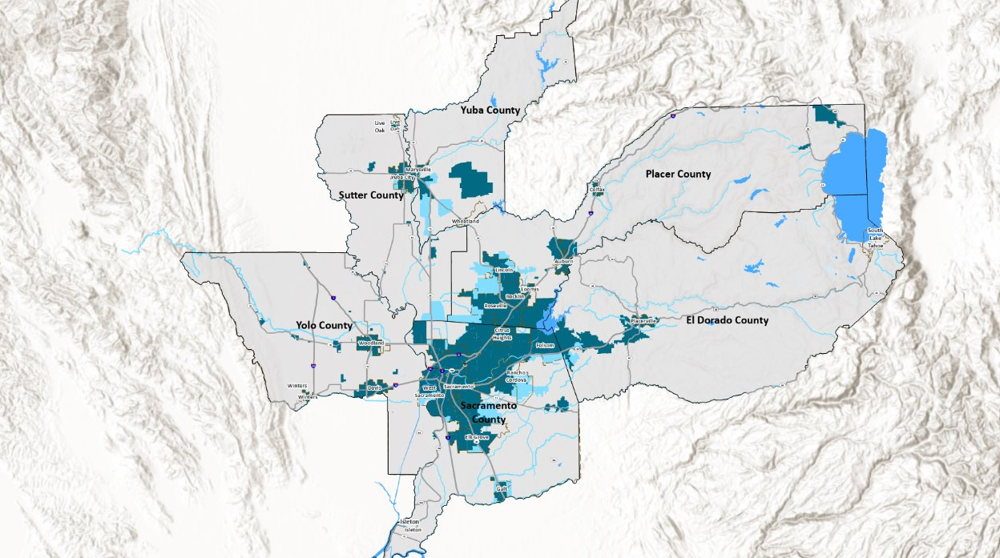 Yuba County
Live
Oak
Live
Oak
Marysville
Yuba City
Sutter County
Placer County
Colfax
Wheatland
South
Lake
Tahoe
Auburn
Lincoln
Loomis
Rocklin
Roseville
Yolo County
El Dorado County
Placerville
Citrus
Heights
Folsom
Woodland
Rancho
Cordova
Winters
Winters
Davis
West
Sacramento
Sacramento
Sacramento
County
Elk Grove
Galt
Isleton
Isleton